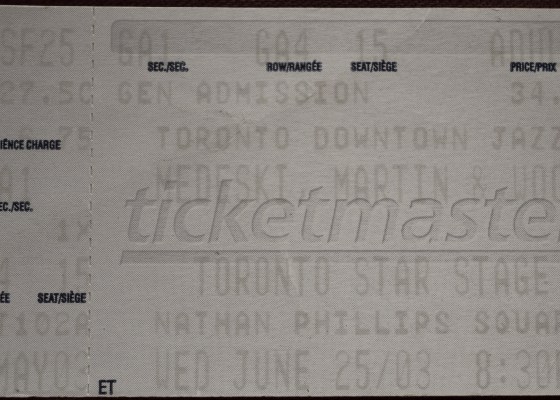 SF25 GA1 GA4 15 ADUL
SEC./SEC. ROW/RANGÉE SEAT/SIÈGE PRICE/PRIX
27.50 GEN ADMISSION 34.
75 TORONTO DOWNTOWN JAZZ
IENCE CHARGE
A1 MEDESKI, MARTIN & WOO
EC./SEC.
ticketmaster
1X
4 15 TORONTO STAR STAGE
ÉE SEAT/SIÈGE
T102A NATHAN PHILLIPS SQUA
MAY03 WED JUNE 25/03 8:30
ET